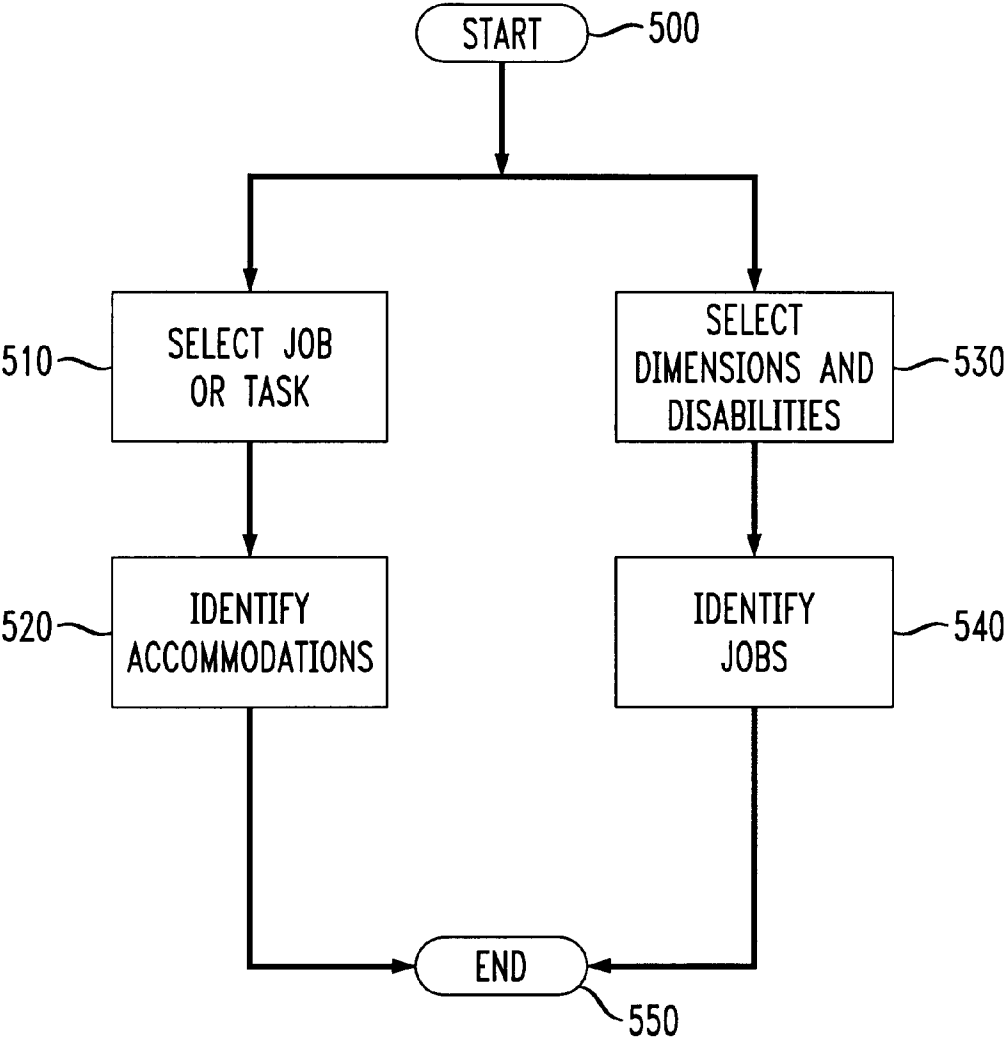 START
500
510
SELECT JOB
OR TASK
SELECT
DIMENSIONS AND
DISABILITIES
530
520
IDENTIFY
ACCOMMODATIONS
IDENTIFY
JOBS
540
END
550